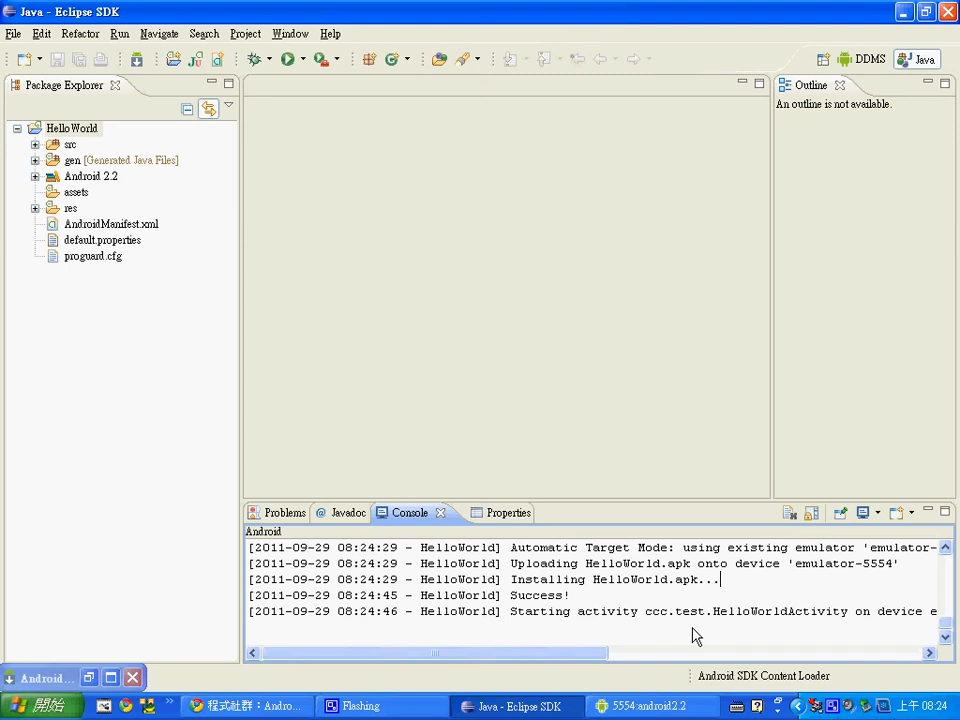 Java - Eclipse SDK
File Edit Refactor Run Navigate Search Project Window Help
DDMS Java
Package Explorer
Outline
An outline is not available.
HelloWorld
src
gen [Generated Java Files]
Android 2.2
assets
res
AndroidManifest.xml
default.properties
proguard.cfg
Problems @ Javadoc Console Properties
Android
[2011-09-29 08:24:29 - HelloWorld] Automatic Target Mode: using existing emulator 'emulator-
[2011-09-29 08:24:29 - HelloWorld] Uploading HelloWorld.apk onto device 'emulator-5554'
[2011-09-29 08:24:29 - HelloWorld] Installing HelloWorld.apk...
[2011-09-29 08:24:45 - HelloWorld] Success!
[2011-09-29 08:24:46 - HelloWorld] Starting activity ccc.test.HelloWorldActivity on device e
Android SDK Content Loader
Android...
開始 程式社群：Andro... Flashing Java - Eclipse SDK 5554:android2.2 上午 08:24